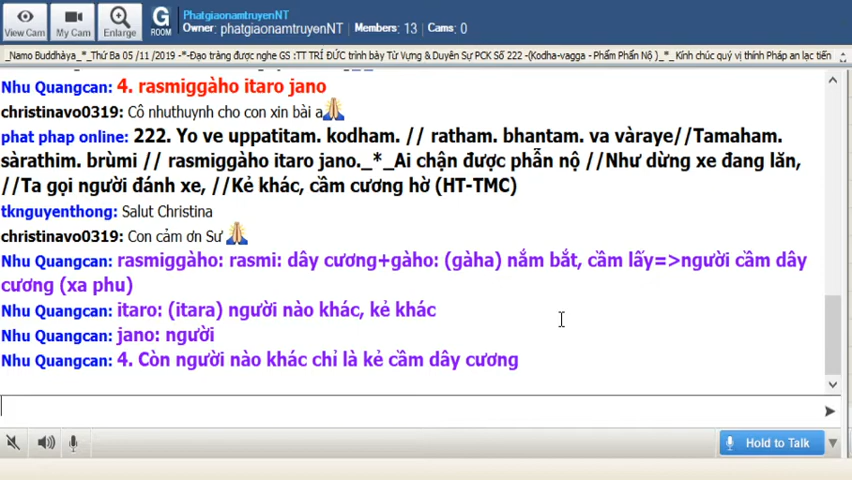 PhatgiaonamtruyenNT
Owner: phatgiaonamtruyenNT | Members: 13 | Cams: 0
View Cam
My Cam
Enlarge
G
ROOM
_Namo Buddhàya_*_Thứ Ba 05 /11 /2019 -*-Đạo tràng được nghe GS :TT TRÍ ĐỨC trình bày Từ Vựng & Duyên Sự PCK Số 222 -(Kodha-vagga - Phẩm Phẫn Nộ )_*_ Kính chúc quý vị thính Pháp an lạc tiến
Nhu Quangcan: 4. rasmiggàho itaro jano
christinavo0319: Cô nhuthuynh cho con xin bài a
phat phap online: 222. Yo ve uppatitam. kodham. // ratham. bhantam. va vàraye//Tamaham.
sàrathim. brùmi // rasmiggàho itaro jano._*_Ai chận được phẫn nộ //Như dừng xe đang lăn,
//Ta gọi người đánh xe, //Kẻ khác, cầm cương hờ (HT-TMC)
tknguyenthong: Salut Christina
christinavo0319: Con cảm ơn Sư
Nhu Quangcan: rasmiggàho: rasmi: dây cương+gàho: (gàha) nắm bắt, cầm lấy=>người cầm dây
cương (xa phu)
Nhu Quangcan: itaro: (itara) người nào khác, kẻ khác
Nhu Quangcan: jano: người
Nhu Quangcan: 4. Còn người nào khác chỉ là kẻ cầm dây cương
Hold to Talk